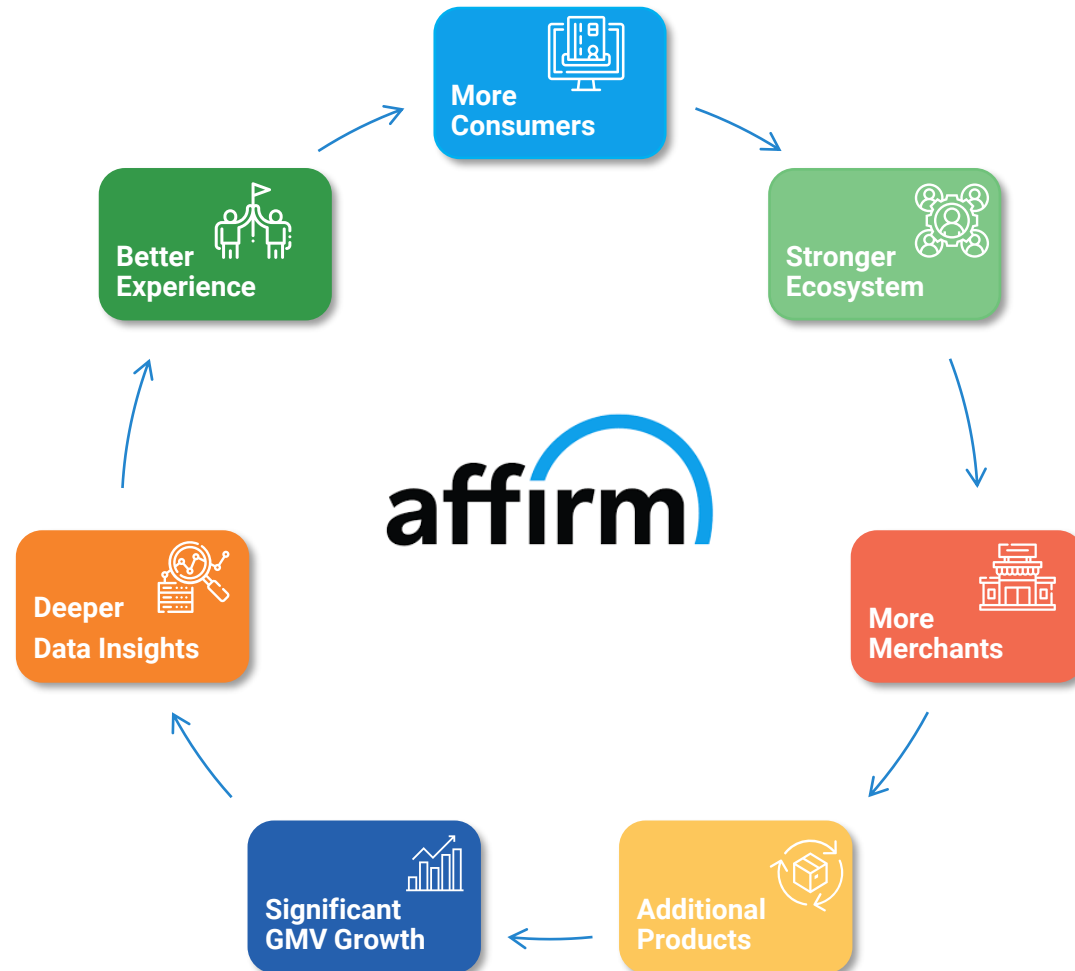 More
Consumers
Stronger
Ecosystem
More
Merchants
Additional
Products
Significant
GMV Growth
Deeper
Data Insights
Better
Experience
affirm